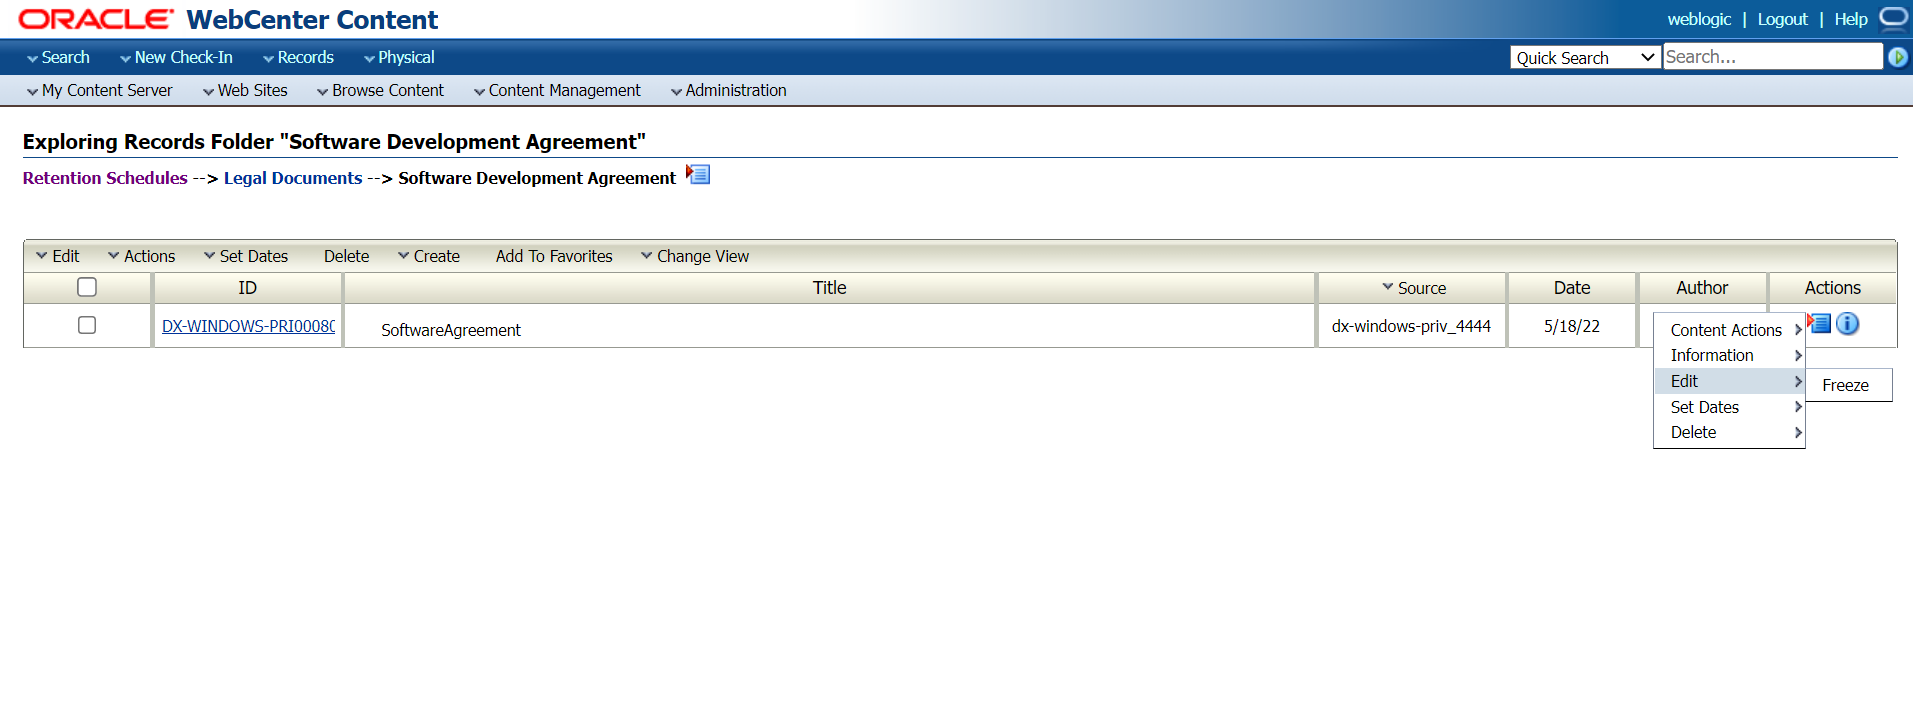 ORACLE WebCenter Content
weblogic | Logout | Help
Search New Check-In Records Physical
Quick Search Search...
My Content Server Web Sites Browse Content Content Management Administration
Exploring Records Folder "Software Development Agreement"
Retention Schedules --> Legal Documents --> Software Development Agreement
Edit Actions Set Dates Delete Create Add To Favorites Change View
ID Title Source Date Author Actions
DX-WINDOWS-PRI00080 SoftwareAgreement dx-windows-priv_4444 5/18/22
Content Actions
Information
Edit
Freeze
Set Dates
Delete